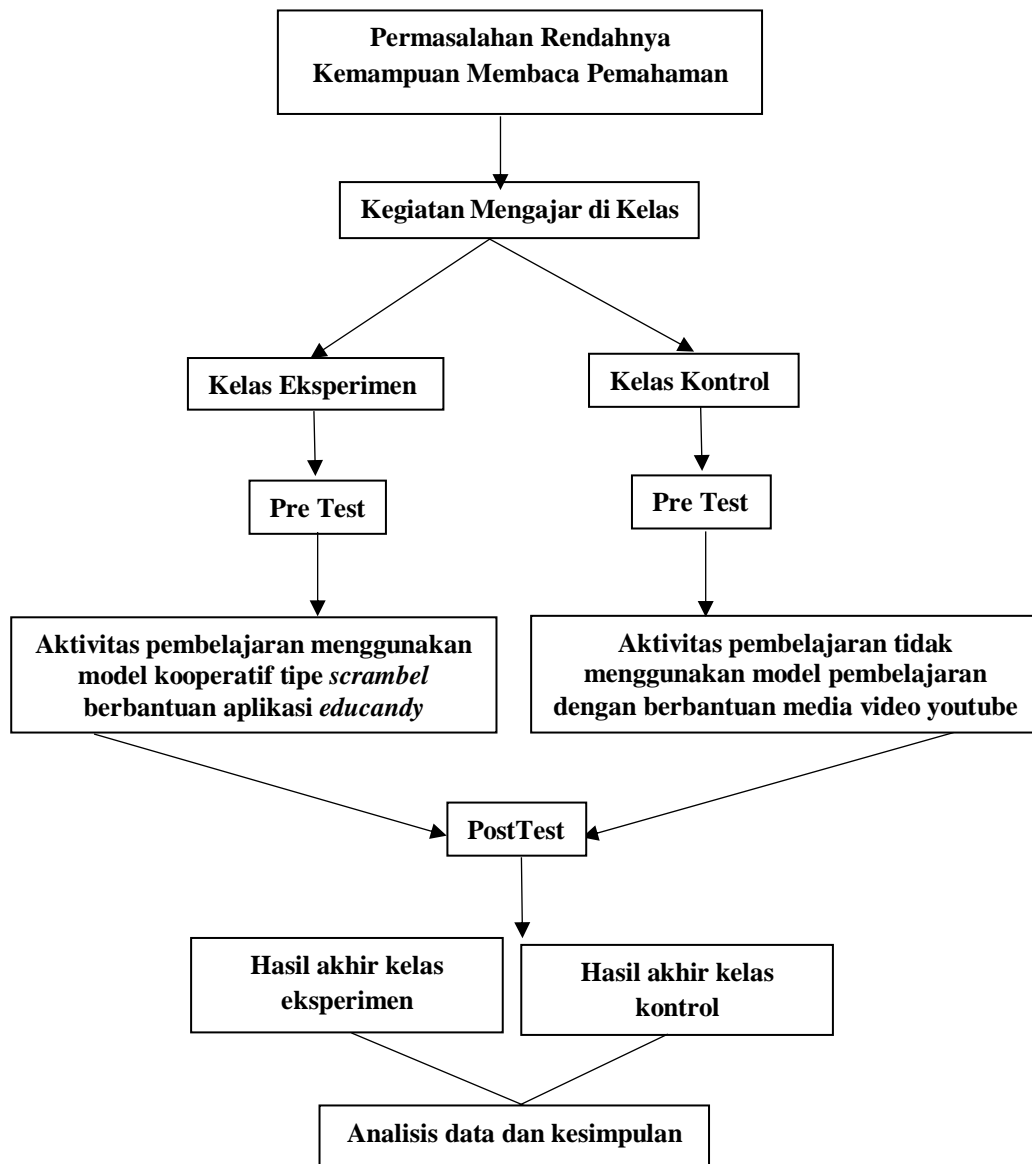 Permasalahan Rendahnya
Kemampuan Membaca Pemahaman
Kegiatan Mengajar di Kelas
Kelas Eksperimen
Kelas Kontrol
Pre Test
Pre Test
Aktivitas pembelajaran menggunakan
model kooperatif tipe scrambel
berbantuan aplikasi educandy
Aktivitas pembelajaran tidak
menggunakan model pembelajaran
dengan berbantuan media video youtube
PostTest
Hasil akhir kelas
eksperimen
Hasil akhir kelas
kontrol
Analisis data dan kesimpulan